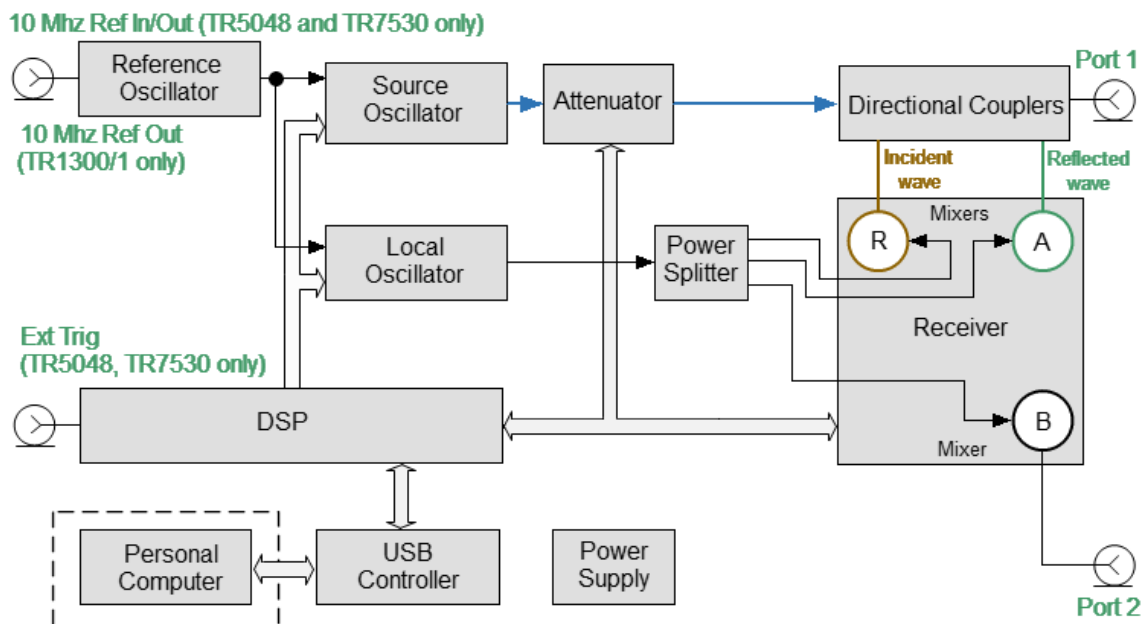 10 Mhz Ref In/Out (TR5048 and TR7530 only)
Reference
Oscillator
10 Mhz Ref Out
(TR1300/1 only)
Source
Oscillator
Attenuator
Directional Couplers
Port 1
Incident
wave
Reflected
wave
Mixers
R
A
Local
Oscillator
Power
Splitter
Receiver
Ext Trig
(TR5048, TR7530 only)
DSP
B
Mixer
Personal
Computer
USB
Controller
Power
Supply
Port 2